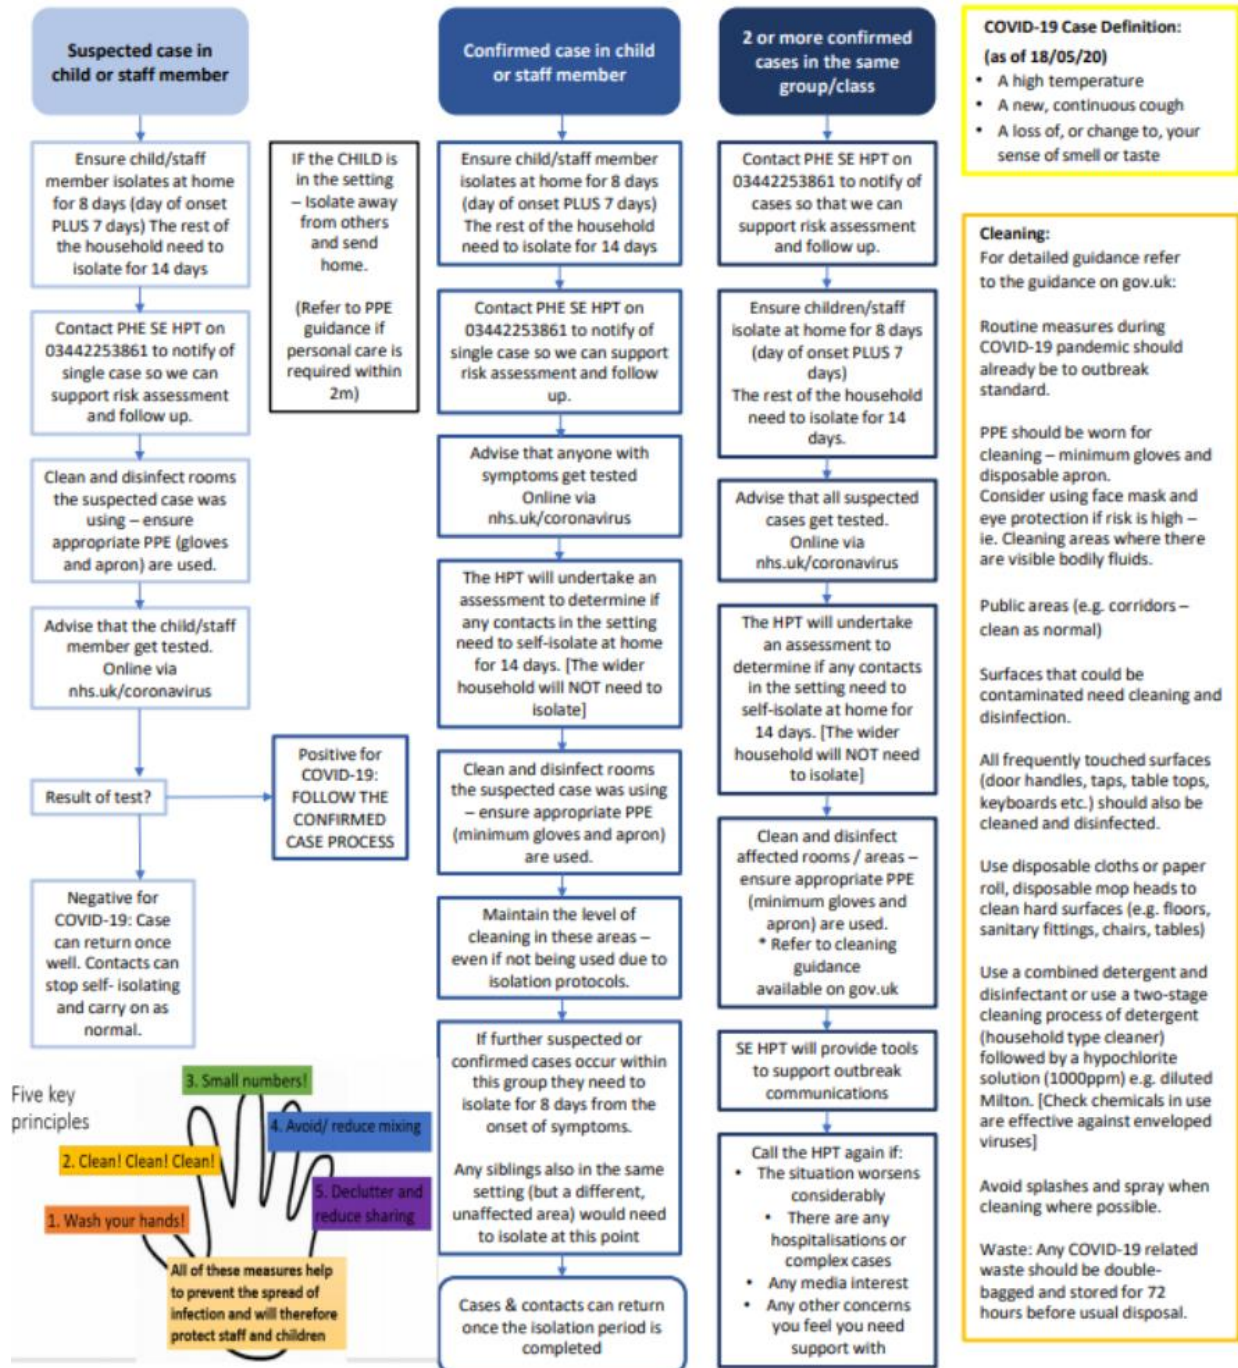 Suspected case in
child or staff member
Ensure child/staff
member isolates at home
for 8 days (day of onset
PLUS 7 days) The rest of
the household need to
isolate for 14 days
Contact PHE SE HPT on
03442253861 to notify of
single case so we can
support risk assessment
and follow up.
Clean and disinfect rooms
the suspected case was
using – ensure
appropriate PPE (gloves
and apron) are used.
Advise that the child/staff
member get tested.
Online via
nhs.uk/coronavirus
Result of test?
Negative for
COVID-19: Case
can return once
well. Contacts can
stop self- isolating
and carry on as
normal.
IF the CHILD is
in the setting
– Isolate away
from others
and send
home.
(Refer to PPE
guidance if
personal care is
required within
2m)
Positive for
COVID-19:
FOLLOW THE
CONFIRMED
CASE PROCESS
Five key
principles
1. Wash your hands!
2. Clean! Clean! Clean!
3. Small numbers!
4. Avoid/ reduce mixing
5. Declutter and
reduce sharing
All of these measures help
to prevent the spread of
infection and will therefore
protect staff and children
Confirmed case in child
or staff member
Ensure child/staff member
isolates at home for 8 days
(day of onset PLUS 7 days)
The rest of the household
need to isolate for 14 days
Contact PHE SE HPT on
03442253861 to notify of
single case so we can support
risk assessment and follow
up.
Advise that anyone with
symptoms get tested
Online via
nhs.uk/coronavirus
The HPT will undertake an
assessment to determine if
any contacts in the setting
need to self-isolate at home
for 14 days. [The wider
household will NOT need to
isolate]
Clean and disinfect rooms
the suspected case was using
– ensure appropriate PPE
(minimum gloves and apron)
are used.
Maintain the level of
cleaning in these areas –
even if not being used due to
isolation protocols.
If further suspected or
confirmed cases occur within
this group they need to
isolate for 8 days from the
onset of symptoms.
Any siblings also in the same
setting (but a different,
unaffected area) would need
to isolate at this point
Cases & contacts can return
once the isolation period is
completed
2 or more confirmed
cases in the same
group/class
Contact PHE SE HPT on
03442253861 to notify of
cases so that we can
support risk assessment
and follow up.
Ensure children/staff
isolate at home for 8 days
(day of onset PLUS 7
days)
The rest of the household
need to isolate for 14
days.
Advise that all suspected
cases get tested.
Online via
nhs.uk/coronavirus
The HPT will undertake
an assessment to
determine if any contacts
in the setting need to
self-isolate at home for
14 days. [The wider
household will NOT need
to isolate]
Clean and disinfect
affected rooms / areas –
ensure appropriate PPE
(minimum gloves and
apron) are used.
* Refer to cleaning
guidance
available on gov.uk
SE HPT will provide tools
to support outbreak
communications
Call the HPT again if:
• The situation worsens
considerably
• There are any
hospitalisations or
complex cases
• Any media interest
• Any other concerns
you feel you need
support with
COVID-19 Case Definition:
(as of 18/05/20)
• A high temperature
• A new, continuous cough
• A loss of, or change to, your
sense of smell or taste
Cleaning:
For detailed guidance refer
to the guidance on gov.uk:
Routine measures during
COVID-19 pandemic should
already be to outbreak
standard.
PPE should be worn for
cleaning – minimum gloves and
disposable apron.
Consider using face mask and
eye protection if risk is high –
ie. Cleaning areas where there
are visible bodily fluids.
Public areas (e.g. corridors –
clean as normal)
Surfaces that could be
contaminated need cleaning and
disinfection.
All frequently touched surfaces
(door handles, taps, table tops,
keyboards etc.) should also be
cleaned and disinfected.
Use disposable cloths or paper
roll, disposable mop heads to
clean hard surfaces (e.g. floors,
sanitary fittings, chairs, tables)
Use a combined detergent and
disinfectant or use a two-stage
cleaning process of detergent
(household type cleaner)
followed by a hypochlorite
solution (1000ppm) e.g. diluted
Milton. [Check chemicals in use
are effective against enveloped
viruses]
Avoid splashes and spray when
cleaning where possible.
Waste: Any COVID-19 related
waste should be double-
bagged and stored for 72
hours before usual disposal.